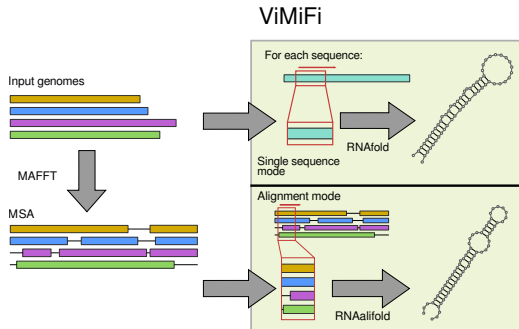 ViMiFi
Input genomes
For each sequence:
RNAfold
Single sequence
mode
MAFFT
MSA
Alignment mode
RNAalifold